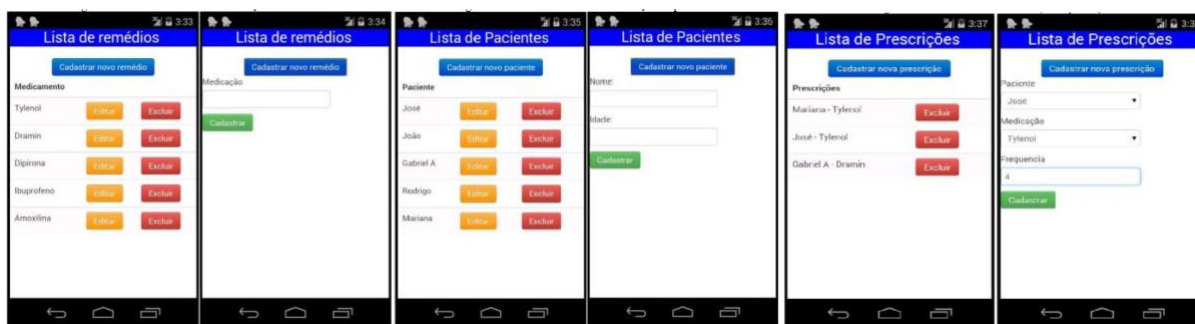 3:33
Lista de remédios
Cadastrar novo remédio
Medicamento
Tylenol Editar Excluir
Dramin Editar Excluir
Dipirona Editar Excluir
Ibuprofeno Editar Excluir
Amoxilina Editar Excluir
3:34
Lista de remédios
Cadastrar novo remédio
Medicação
Cadastrar
3:35
Lista de Pacientes
Cadastrar novo paciente
Paciente
José Editar Excluir
João Editar Excluir
Gabriel A Editar Excluir
Rodrigo Editar Excluir
Mariana Editar Excluir
3:36
Lista de Pacientes
Cadastrar novo paciente
Nome:
Idade:
Cadastrar
3:37
Lista de Prescrições
Cadastrar nova prescrição
Prescrições
Mariana - Tylenol Excluir
José - Tylenol Excluir
Gabriel A - Dramin Excluir
Lista de Prescrições
Cadastrar nova prescrição
Paciente
José
Medicação
Tylenol
Frequencia
4
Cadastrar